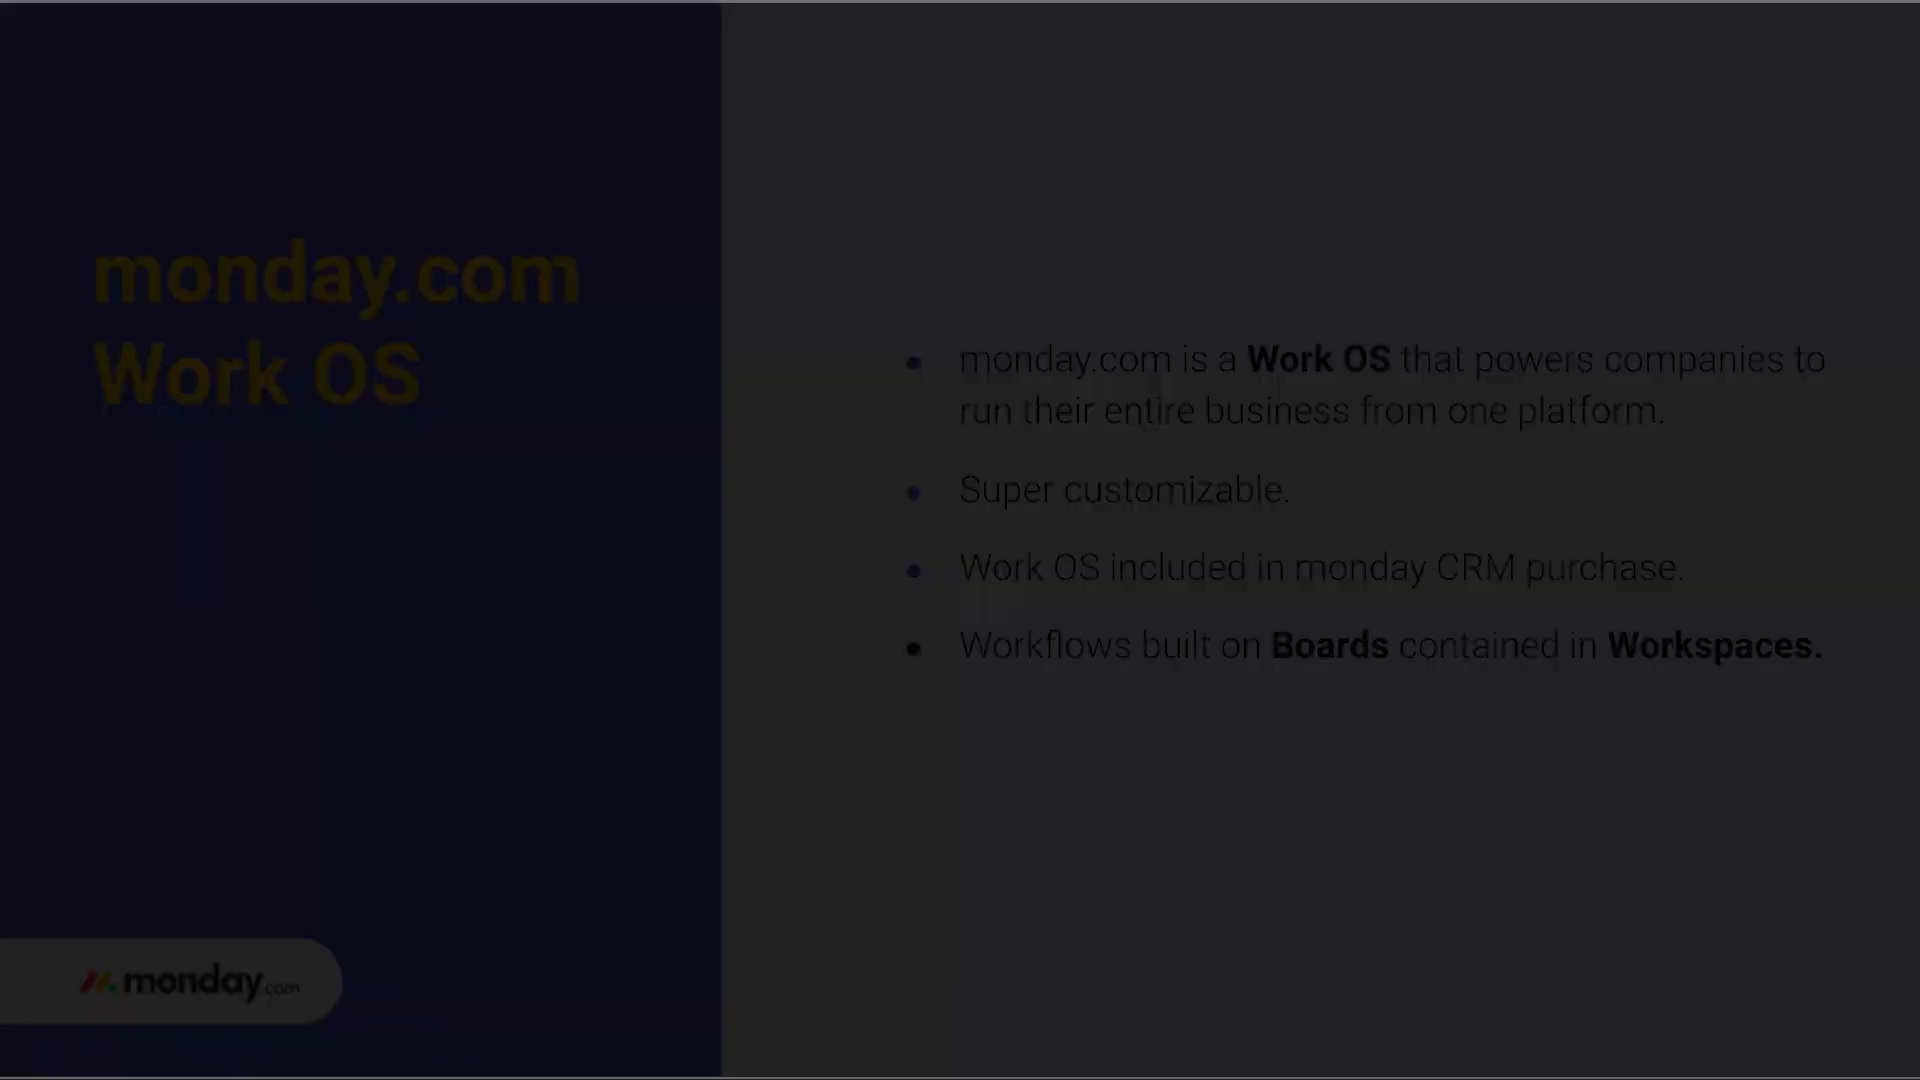 monday.com
Work OS
• monday.com is a Work OS that powers companies to
run their entire business from one platform.
• Super customizable.
• Work OS included in monday CRM purchase.
• Workflows built on Boards contained in Workspaces.
monday.com